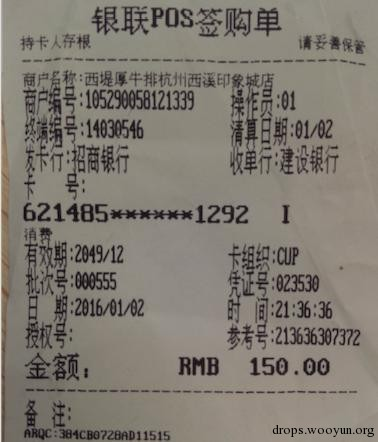 银联POS签购单
持卡人存根 请妥善保管
商户名称:西堤厚牛排杭州西溪印象城店
商户编号:105290058121339 操作员:01
终端编号:14030546 清算日期:01/02
发卡行:招商银行 收单行:建设银行
卡 号:
621485******1292 I
消费
有效期:2049/12 卡组织:CUP
批次号:000555 凭证号:023530
日 期:2016/01/02 时 间:21:36:36
授权号: 参考号:213636307372
金额: RMB 150.00
备 注:
ARQC:384CB0728AD11515
drops.wooyun.org